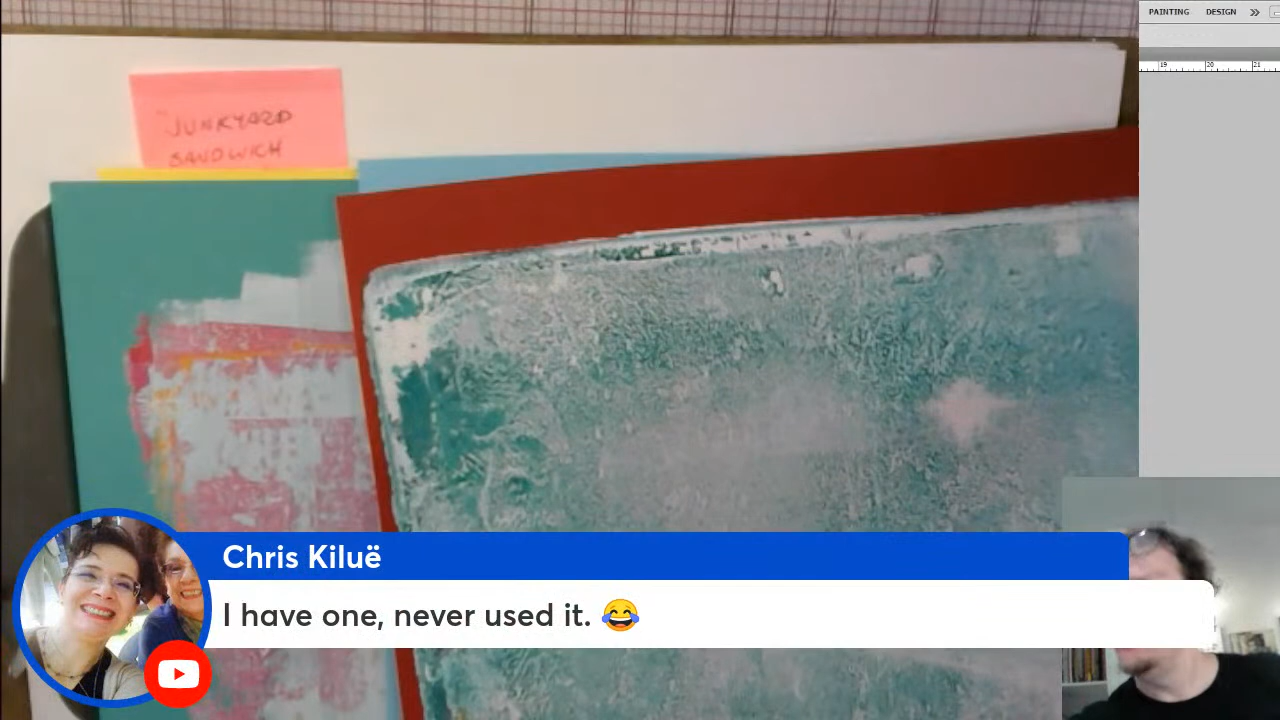 PAINTING DESIGN
19 20 21
JUNKYARD
SANDWICH
Chris Kiluë
I have one, never used it. 😂